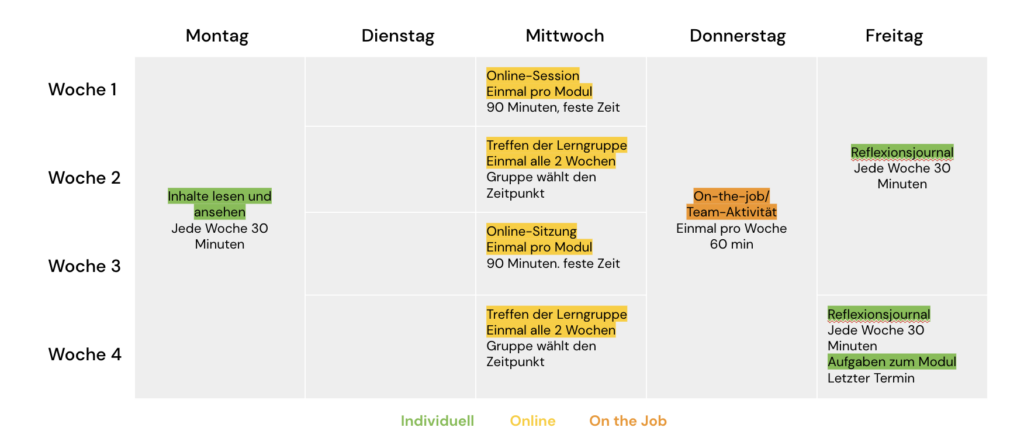 Montag
Dienstag
Mittwoch
Donnerstag
Freitag
Woche 1
Online-Session
Einmal pro Modul
90 Minuten, feste Zeit
Woche 2
Treffen der Lerngruppe
Einmal alle 2 Wochen
Gruppe wählt den
Zeitpunkt
Reflexionsjournal
Jede Woche 30
Minuten
Inhalte lesen und
ansehen
Jede Woche 30
Minuten
On-the-job/
Team-Aktivität
Einmal pro Woche
60 min
Woche 3
Online-Sitzung
Einmal pro Modul
90 Minuten. feste Zeit
Woche 4
Treffen der Lerngruppe
Einmal alle 2 Wochen
Gruppe wählt den
Zeitpunkt
Reflexionsjournal
Jede Woche 30
Minuten
Aufgaben zum Modul
Letzter Termin
Individuell
Online
On the Job